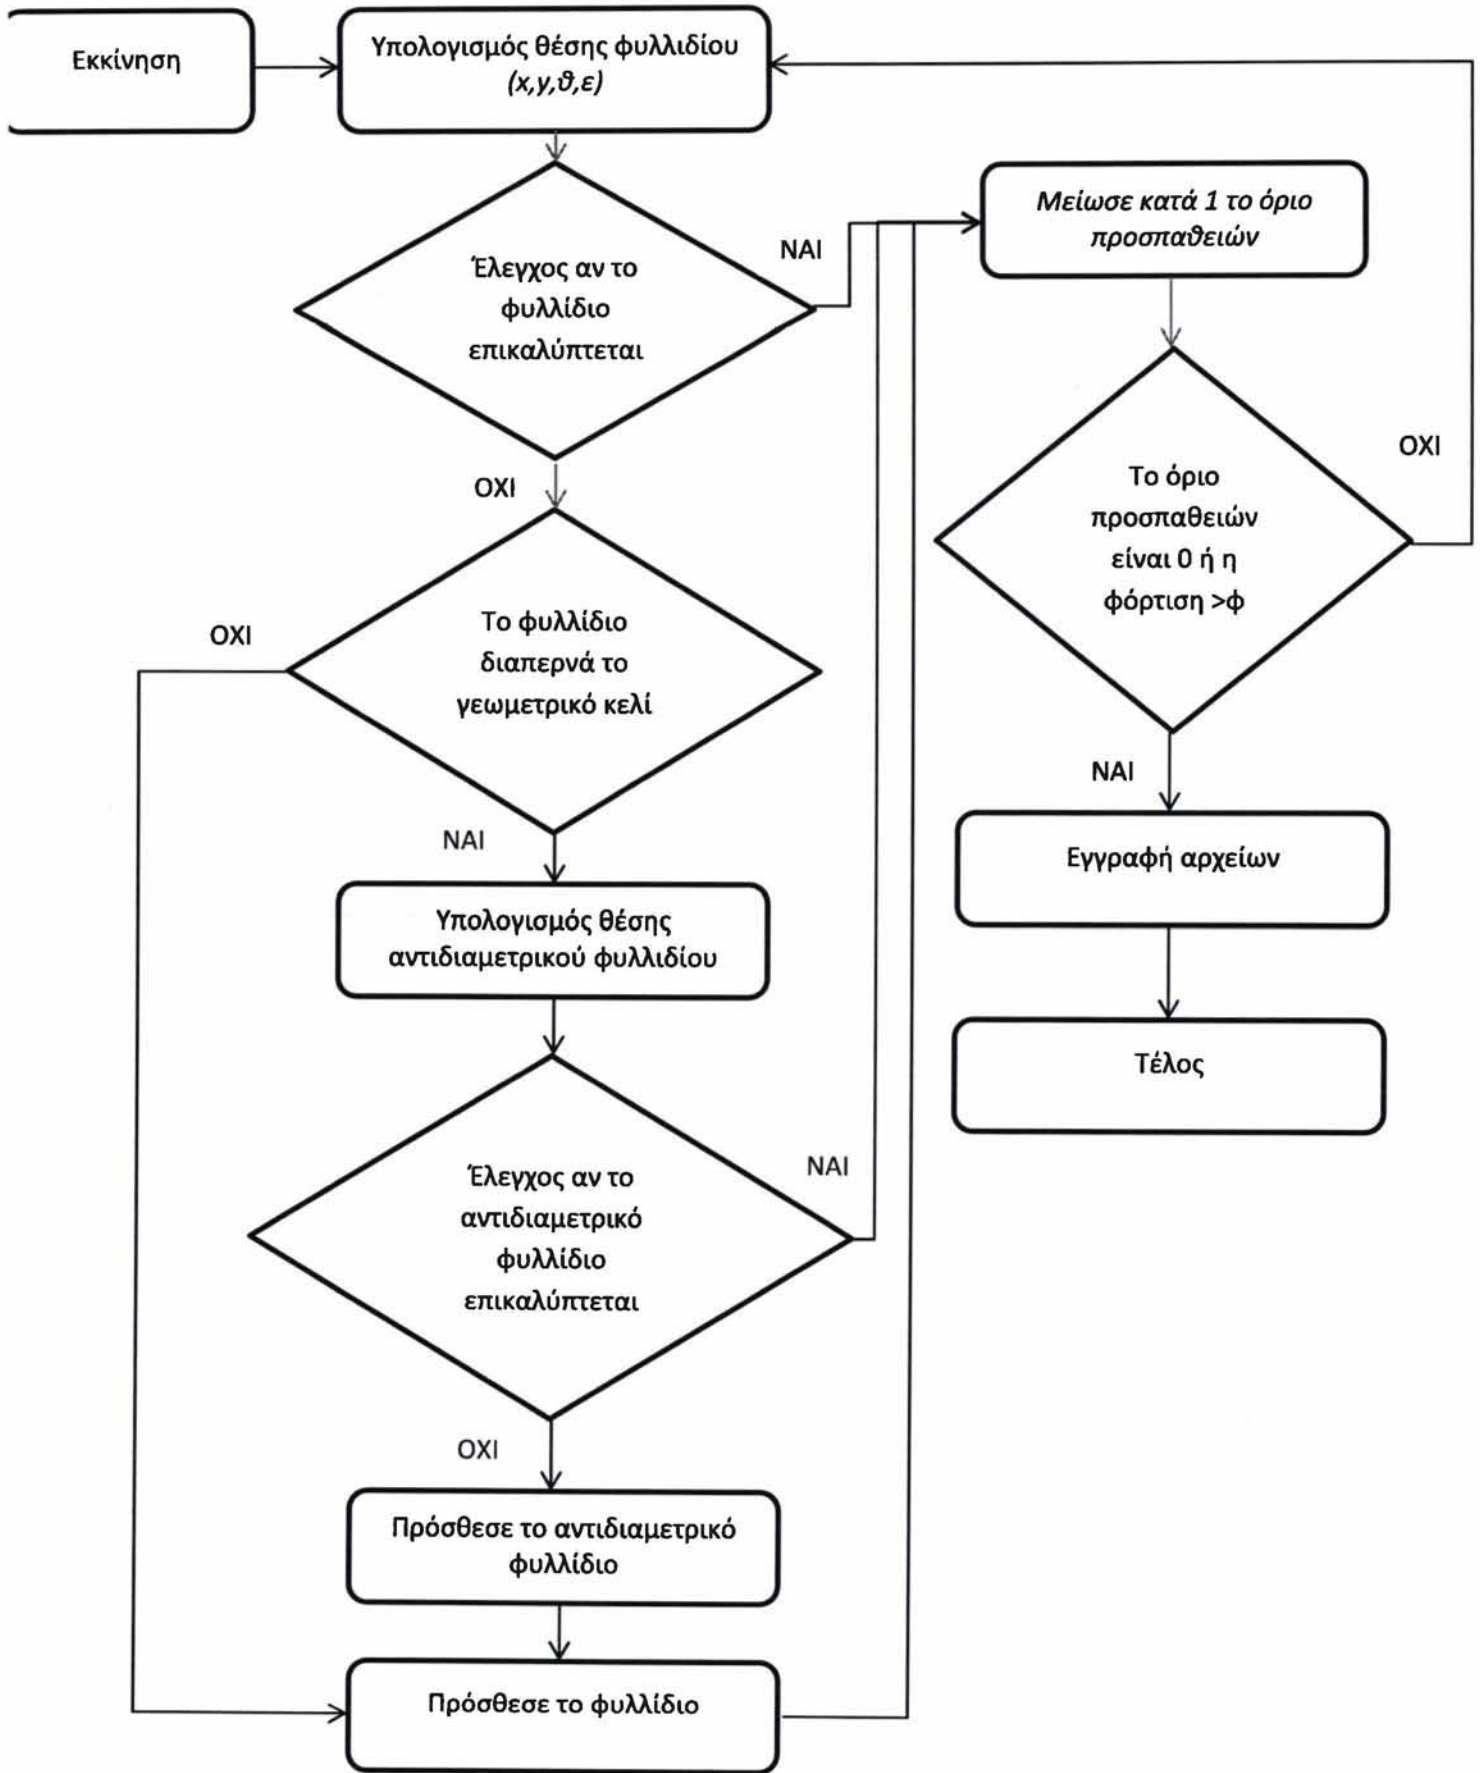 Εκκίνηση
Υπολογισμός θέσης φυλλιδίου
(x,y,ϑ,ε)
Έλεγχος αν το
φυλλίδιο
επικαλύπτεται
ΝΑΙ
ΟΧΙ
Το φυλλίδιο
διαπερνά το
γεωμετρικό κελί
ΟΧΙ
ΝΑΙ
Υπολογισμός θέσης
αντιδιαμετρικού φυλλιδίου
Έλεγχος αν το
αντιδιαμετρικό
φυλλίδιο
επικαλύπτεται
ΝΑΙ
ΟΧΙ
Πρόσθεσε το αντιδιαμετρικό
φυλλίδιο
Πρόσθεσε το φυλλίδιο
Μείωσε κατά 1 το όριο
προσπαϑειών
Το όριο
προσπαθειών
είναι 0 ή η
φόρτιση >φ
ΟΧΙ
ΝΑΙ
Εγγραφή αρχείων
Τέλος